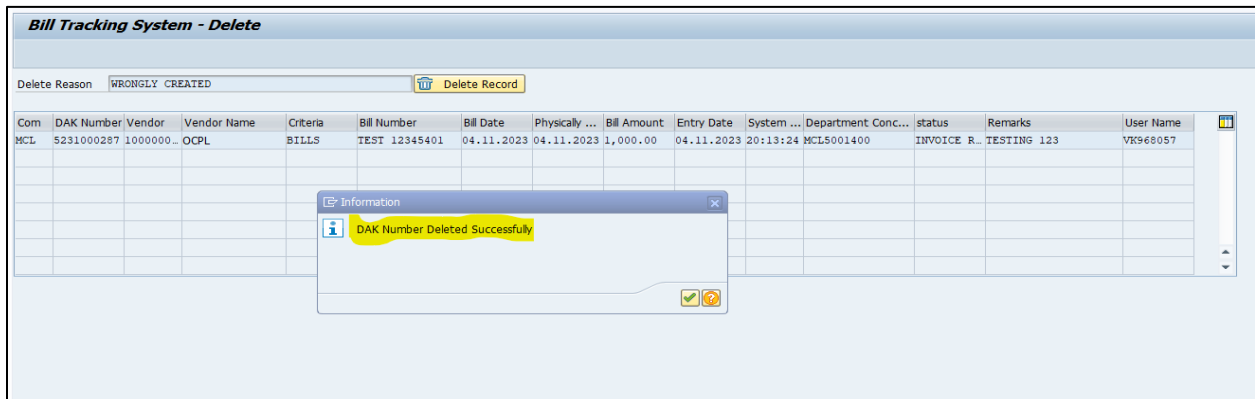 Bill Tracking System - Delete
Delete Reason WRONGLY CREATED Delete Record
Com DAK Number Vendor Vendor Name Criteria Bill Number Bill Date Physically ... Bill Amount Entry Date System ... Department Conc... status Remarks User Name
MCL 5231000287 1000000... OCPL BILLS TEST 12345401 04.11.2023 04.11.2023 1,000.00 04.11.2023 20:13:24 MCL5001400 INVOICE R... TESTING 123 VK968057
Information
DAK Number Deleted Successfully